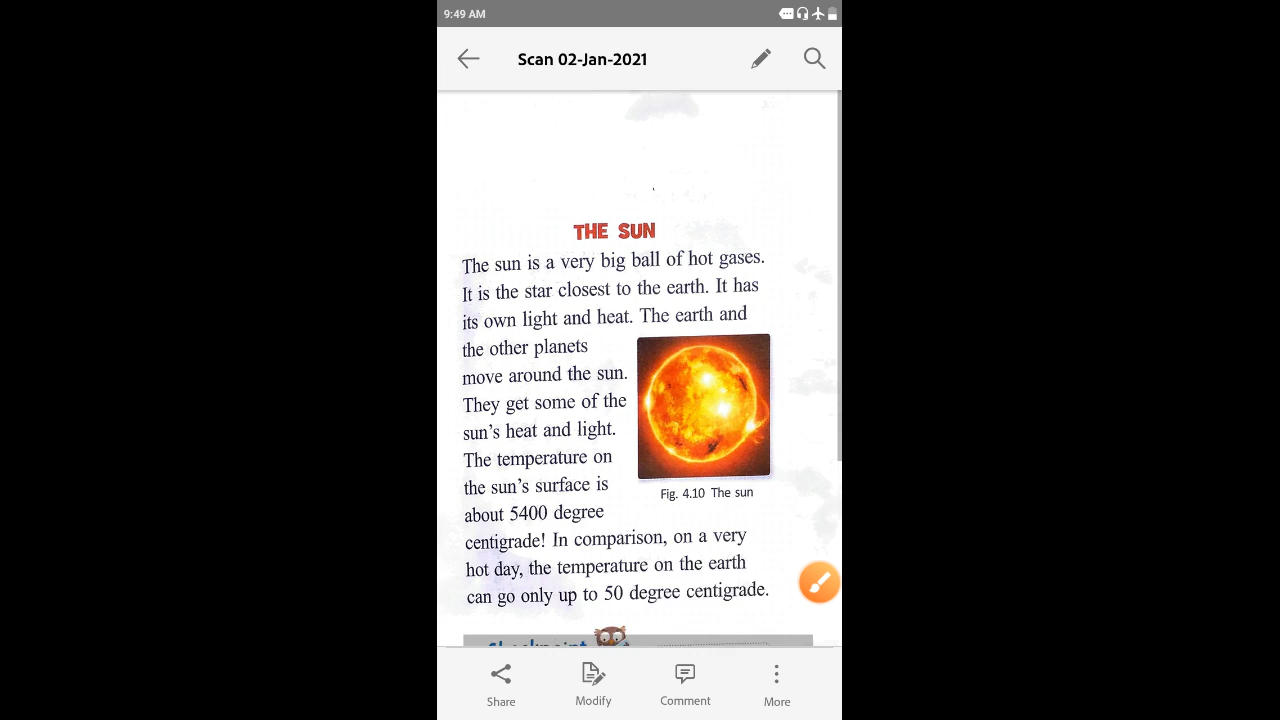 9:49 AM
Scan 02-Jan-2021
THE SUN
The sun is a very big ball of hot gases.
It is the star closest to the earth. It has
its own light and heat. The earth and
the other planets
move around the sun.
They get some of the
sun's heat and light.
The temperature on
the sun's surface is
about 5400 degree
centigrade! In comparison, on a very
hot day, the temperature on the earth
can go only up to 50 degree centigrade.
Fig. 4.10 The sun
Share
Modify
Comment
More